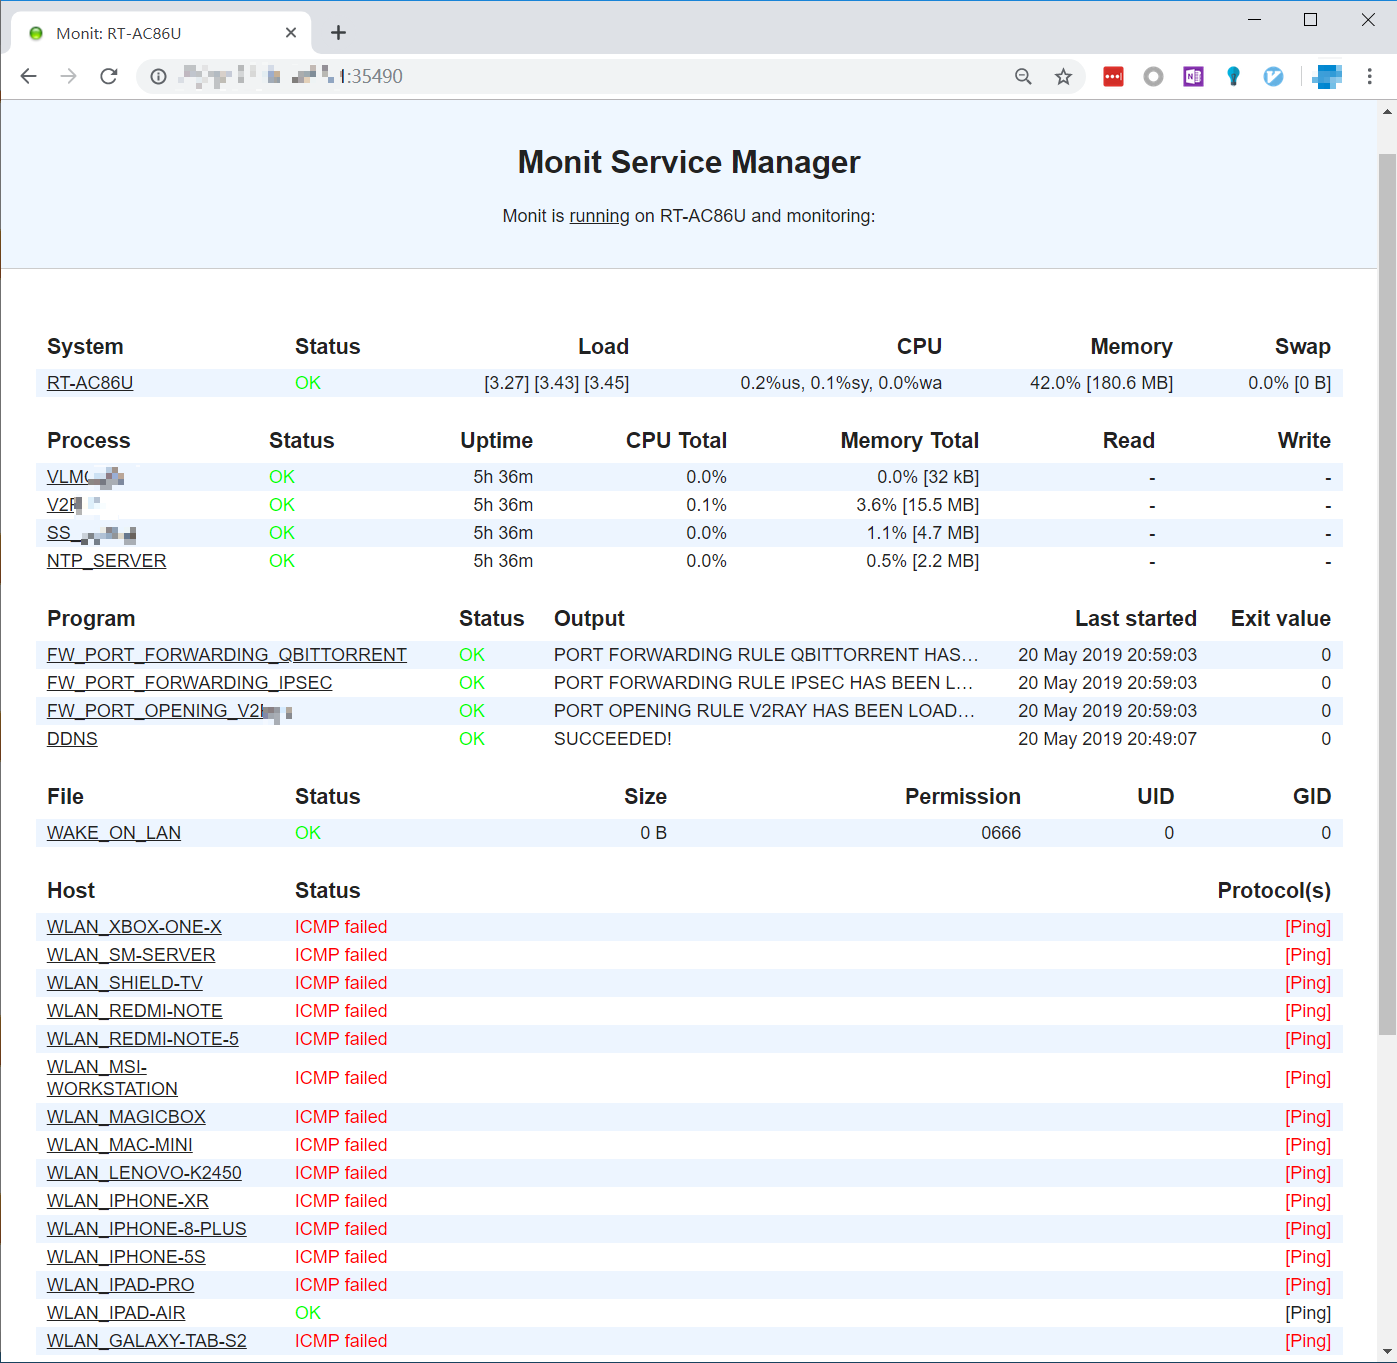 Monit: RT-AC86U
:35490
Monit Service Manager
Monit is running on RT-AC86U and monitoring:
System Status Load CPU Memory Swap
RT-AC86U OK [3.27] [3.43] [3.45] 0.2%us, 0.1%sy, 0.0%wa 42.0% [180.6 MB] 0.0% [0 B]
Process Status Uptime CPU Total Memory Total Read Write
OK 5h 36m 0.0% 0.0% [32 kB] - -
OK 5h 36m 0.1% 3.6% [15.5 MB] - -
SS_ OK 5h 36m 0.0% 1.1% [4.7 MB] - -
NTP_SERVER OK 5h 36m 0.0% 0.5% [2.2 MB] - -
Program Status Output Last started Exit value
FW_PORT_FORWARDING_QBITTORRENT OK PORT FORWARDING RULE QBITTORRENT HAS... 20 May 2019 20:59:03 0
FW_PORT_FORWARDING_IPSEC OK PORT FORWARDING RULE IPSEC HAS BEEN L... 20 May 2019 20:59:03 0
FW_PORT_OPENING_V2 OK PORT OPENING RULE V2RAY HAS BEEN LOAD... 20 May 2019 20:59:03 0
DDNS OK SUCCEEDED! 20 May 2019 20:49:07 0
File Status Size Permission UID GID
WAKE_ON_LAN OK 0 B 0666 0 0
Host Status Protocol(s)
WLAN_XBOX-ONE-X ICMP failed [Ping]
WLAN_SM-SERVER ICMP failed [Ping]
WLAN_SHIELD-TV ICMP failed [Ping]
WLAN_REDMI-NOTE ICMP failed [Ping]
WLAN_REDMI-NOTE-5 ICMP failed [Ping]
WLAN_MSI-
WORKSTATION ICMP failed [Ping]
WLAN_MAGICBOX ICMP failed [Ping]
WLAN_MAC-MINI ICMP failed [Ping]
WLAN_LENOVO-K2450 ICMP failed [Ping]
WLAN_IPHONE-XR ICMP failed [Ping]
WLAN_IPHONE-8-PLUS ICMP failed [Ping]
WLAN_IPHONE-5S ICMP failed [Ping]
WLAN_IPAD-PRO ICMP failed [Ping]
WLAN_IPAD-AIR OK [Ping]
WLAN_GALAXY-TAB-S2 ICMP failed [Ping]